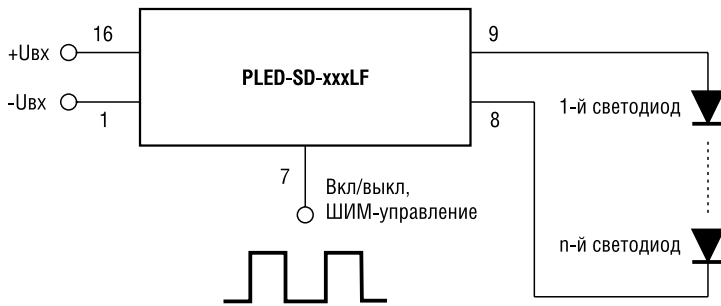 16
9
+Uвх
PLED-SD-xxxLF
-Uвх
1
8
1-й светодиод
7
Вкл/выкл,
ШИМ-управление
n-й светодиод